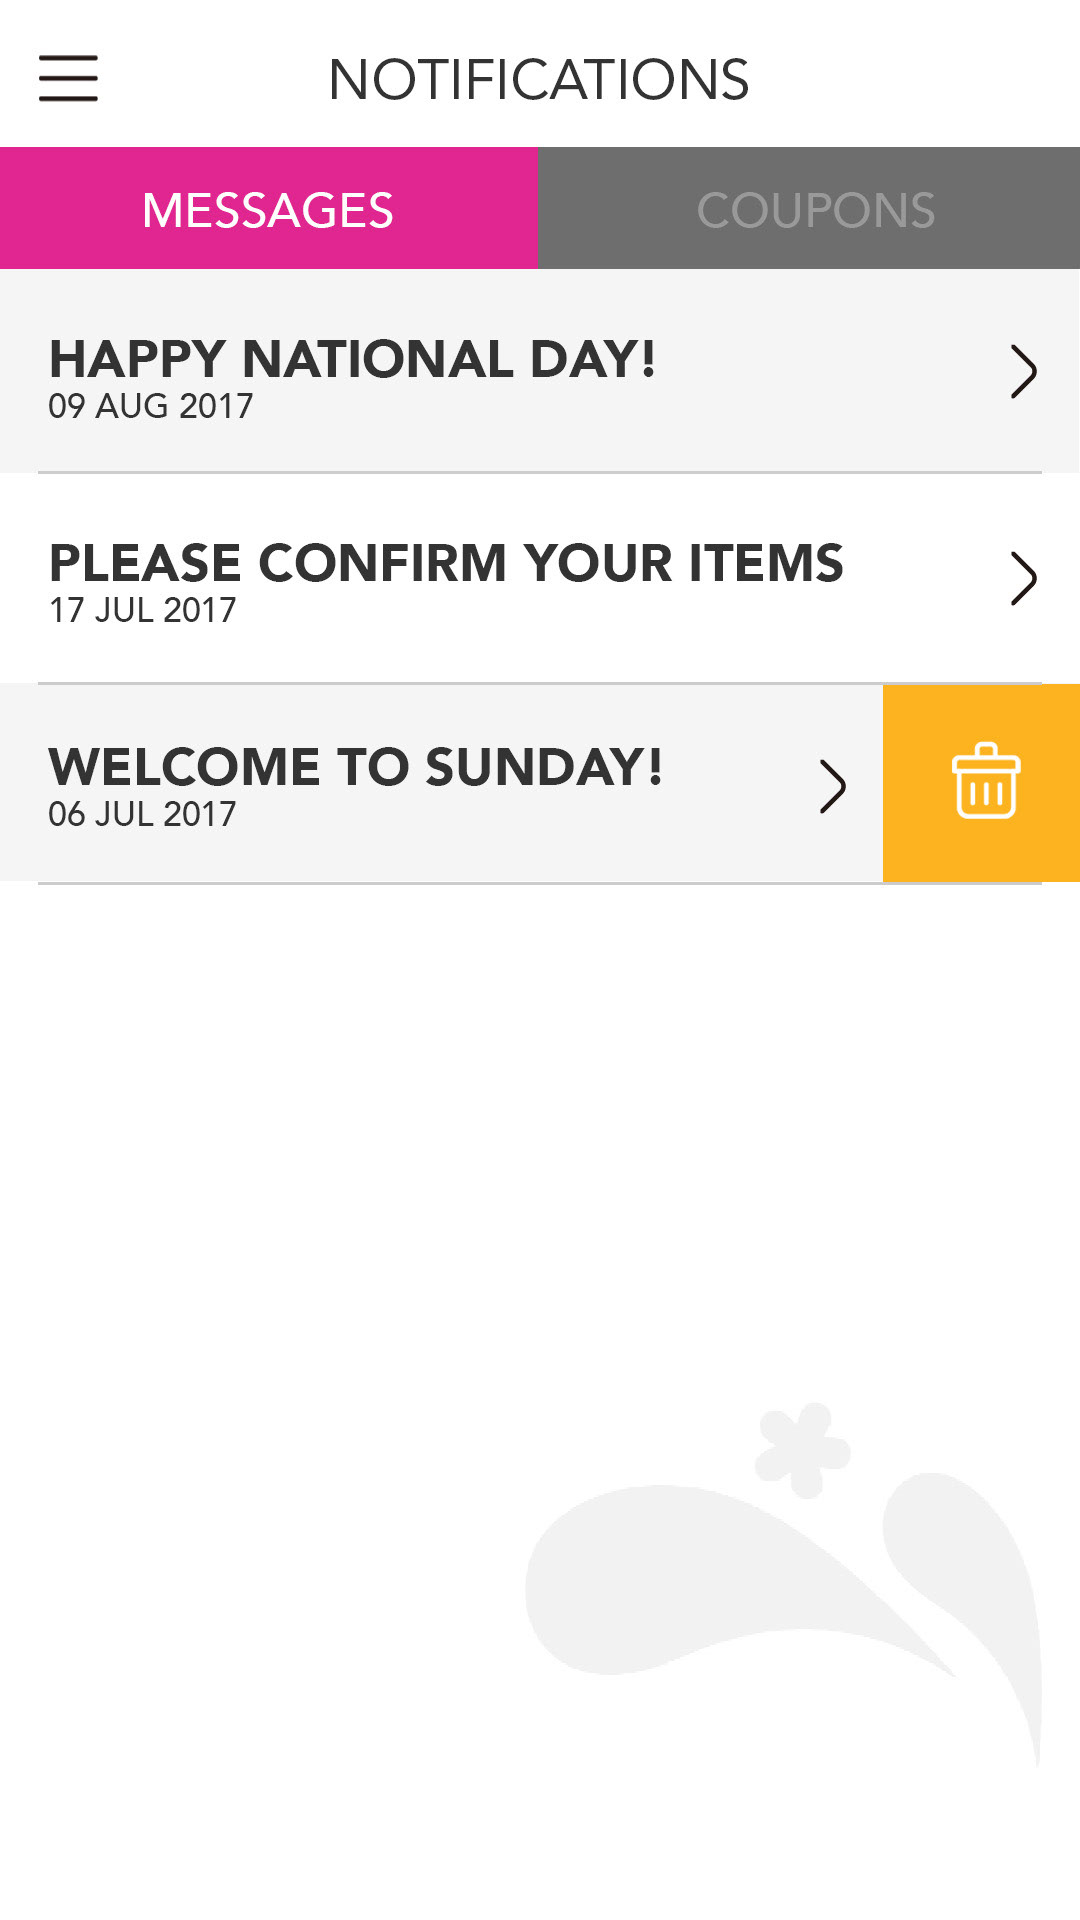 NOTIFICATIONS
MESSAGES
COUPONS
HAPPY NATIONAL DAY!
09 AUG 2017
PLEASE CONFIRM YOUR ITEMS
17 JUL 2017
WELCOME TO SUNDAY!
06 JUL 2017